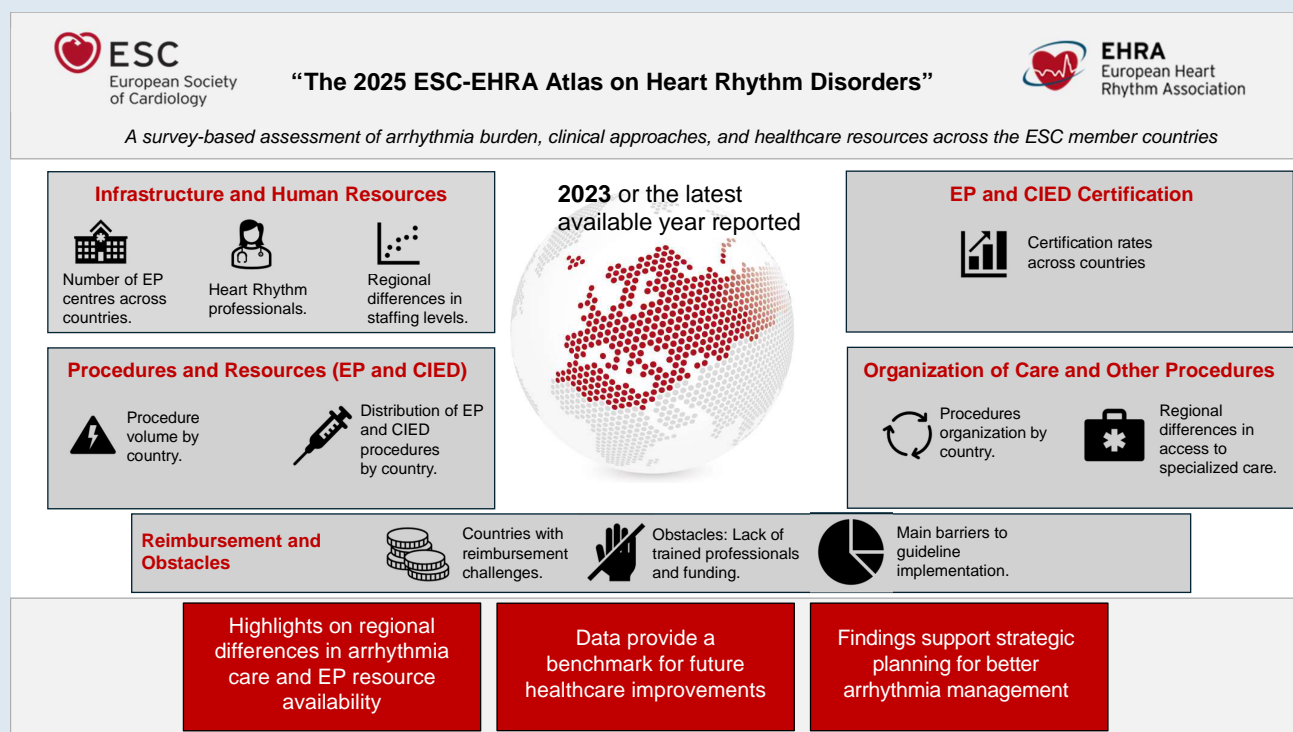 ESC
European Society
of Cardiology
“The 2025 ESC-EHRA Atlas on Heart Rhythm Disorders”
EHRA
European Heart
Rhythm Association
A survey-based assessment of arrhythmia burden, clinical approaches, and healthcare resources across the ESC member countries
Infrastructure and Human Resources
Number of EP
centres across
countries.
Heart Rhythm
professionals.
Regional
differences in
staffing levels.
2023 or the latest
available year reported
EP and CIED Certification
Certification rates
across countries
Procedures and Resources (EP and CIED)
Procedure
volume by
country.
Distribution of EP
and CIED
procedures
by country.
Organization of Care and Other Procedures
Procedures
organization by
country.
Regional
differences in
access to
specialized care.
Reimbursement and
Obstacles
Countries with
reimbursement
challenges.
Obstacles: Lack of
trained professionals
and funding.
Main barriers to
guideline
implementation.
Highlights on regional
differences in arrhythmia
care and EP resource
availability
Data provide a
benchmark for future
healthcare improvements
Findings support strategic
planning for better
arrhythmia management